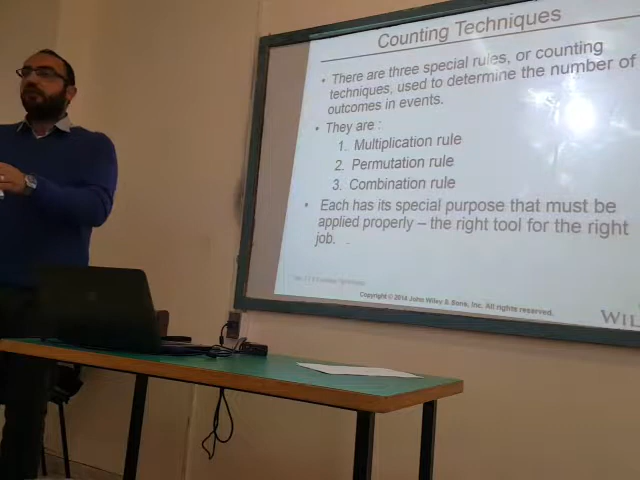 Counting Techniques
• There are three special rules, or counting
techniques, used to determine the number of
outcomes in events.
• They are :
1. Multiplication rule
2. Permutation rule
3. Combination rule
• Each has its special purpose that must be
applied properly – the right tool for the right
job.
Copyright © 2014 John Wiley & Sons, Inc. All rights reserved.
WIL